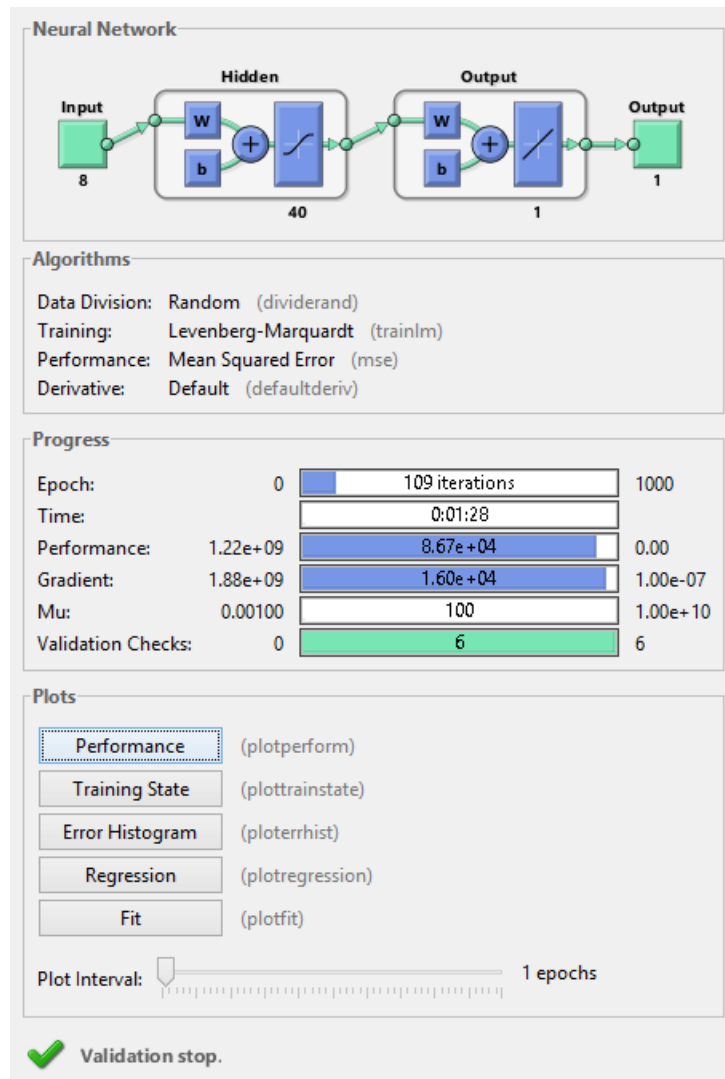 Neural Network
Hidden
Output
Input
Output
W
W
+
+
b
b
8
40
1
1
Algorithms
Data Division: Random (dividerand)
Training: Levenberg-Marquardt (trainlm)
Performance: Mean Squared Error (mse)
Derivative: Default (defaultderiv)
Progress
Epoch: 0 109 iterations 1000
Time: 0:01:28
Performance: 1.22e+09 8.67e+04 0.00
Gradient: 1.88e+09 1.60e+04 1.00e-07
Mu: 0.00100 100 1.00e+10
Validation Checks: 0 6 6
Plots
Performance (plotperform)
Training State (plottrainstate)
Error Histogram (ploterrhist)
Regression (plotregression)
Fit (plotfit)
Plot Interval: 1 epochs
Validation stop.